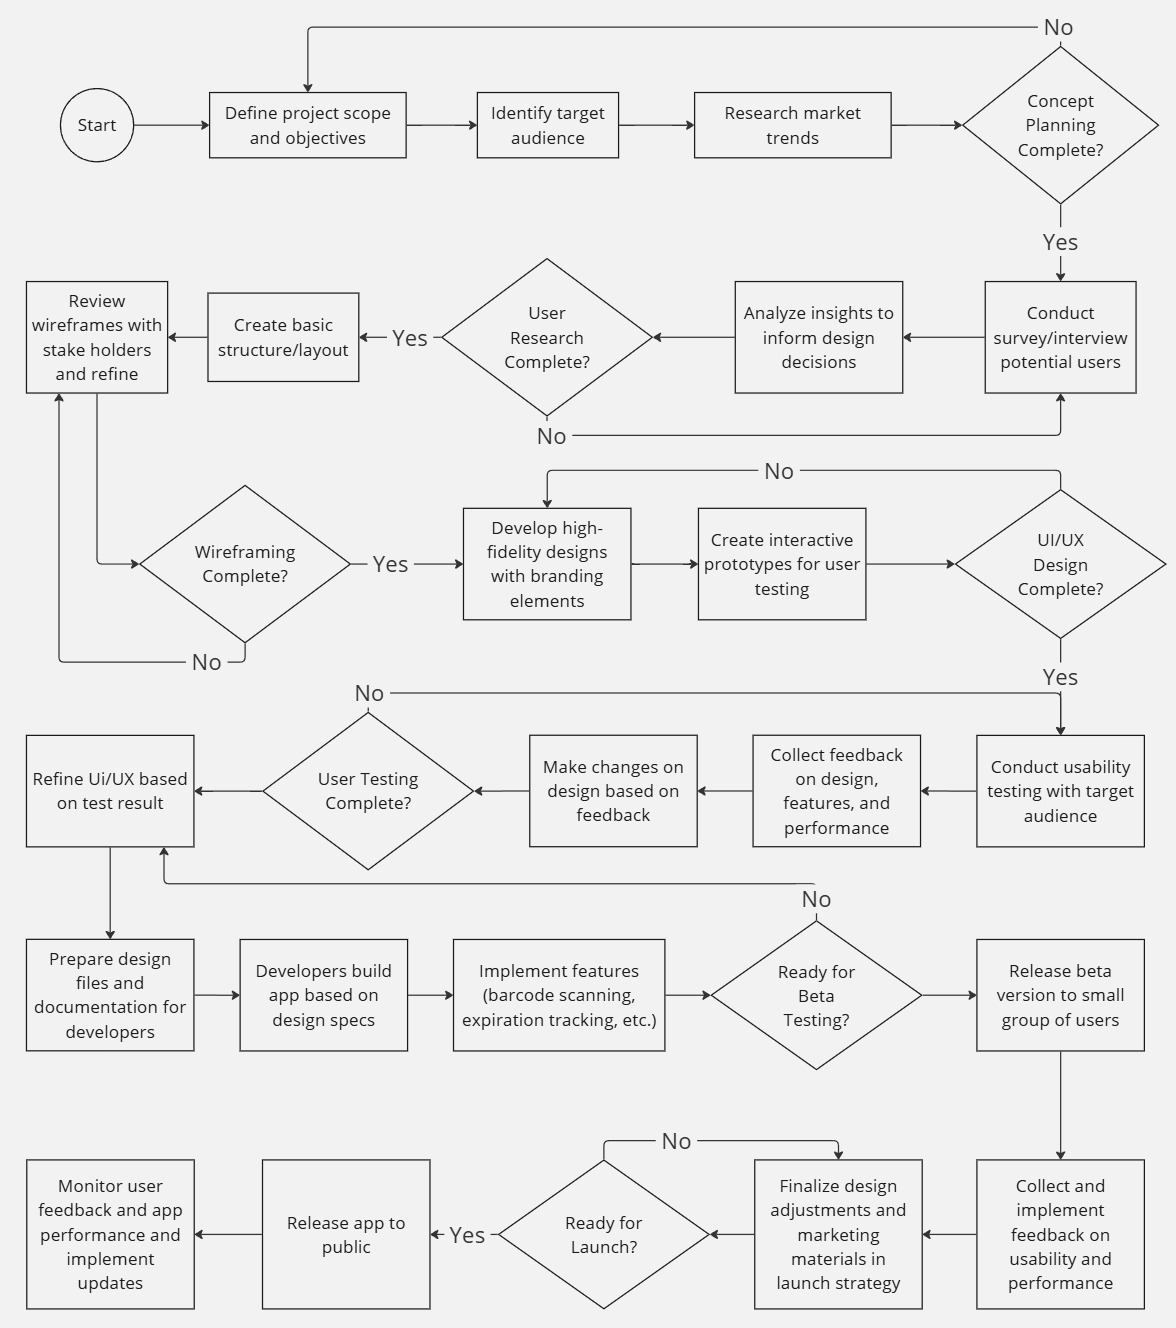 No
Start
Define project scope
and objectives
Identify target
audience
Research market
trends
Concept
Planning
Complete?
Yes
Review
wireframes with
stake holders
and refine
Create basic
structure/layout
Yes
User
Research
Complete?
Analyze insights to
inform design
decisions
Conduct
survey/interview
potential users
No
No
Wireframing
Complete?
Yes
Develop high-
fidelity designs
with branding
elements
Create interactive
prototypes for user
testing
UI/UX
Design
Complete?
No
Yes
No
Refine Ui/UX based
on test result
User Testing
Complete?
Make changes on
design based on
feedback
Collect feedback
on design,
features, and
performance
Conduct usability
testing with target
audience
No
Prepare design
files and
documentation for
developers
Developers build
app based on
design specs
Implement features
(barcode scanning,
expiration tracking, etc.)
Ready for
Beta
Testing?
Release beta
version to small
group of users
No
Monitor user
feedback and app
performance and
implement
updates
Release app to
public
Yes
Ready for
Launch?
Finalize design
adjustments and
marketing
materials in
launch strategy
Collect and
implement
feedback on
usability and
performance